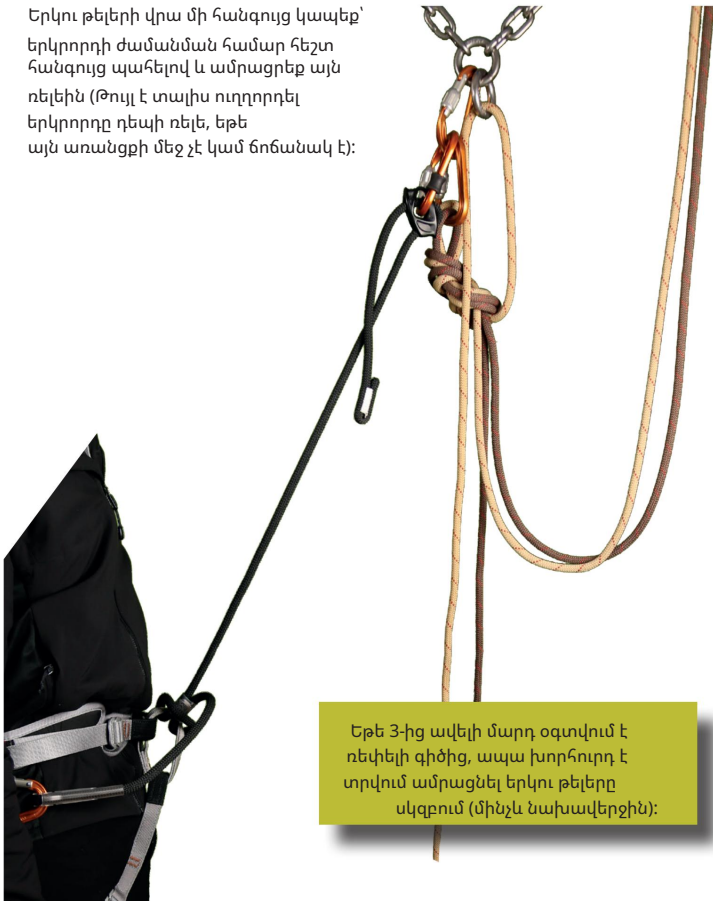 Երկու թելերի վրա մի հանգույց կապեք՝
երկրորդի ժամանման համար հեշտ
հանգույց պահելով և ամրացրեք այն
ռելեին (Թույլ է տալիս ուղղորդել
երկրորդը դեպի ռելե, եթե
այն առանցքի մեջ չէ կամ ճոճանակ է):
Եթե 3-ից ավելի մարդ օգտվում է
ռեփելի գիծից, ապա խորհուրդ է
տրվում ամրացնել երկու թելերը
սկզբում (մինչև նախավերջին):